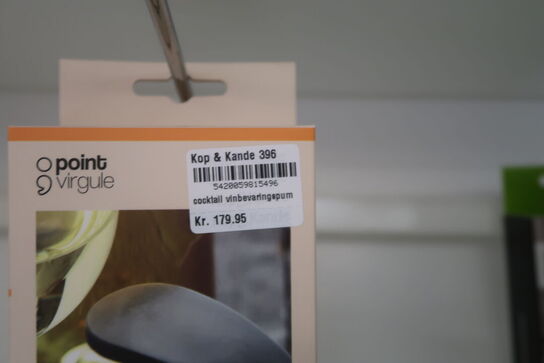 point
virgule
Kop & Kande 396
5420059815496
cocktail vinbevaringspum
Kr. 179.95